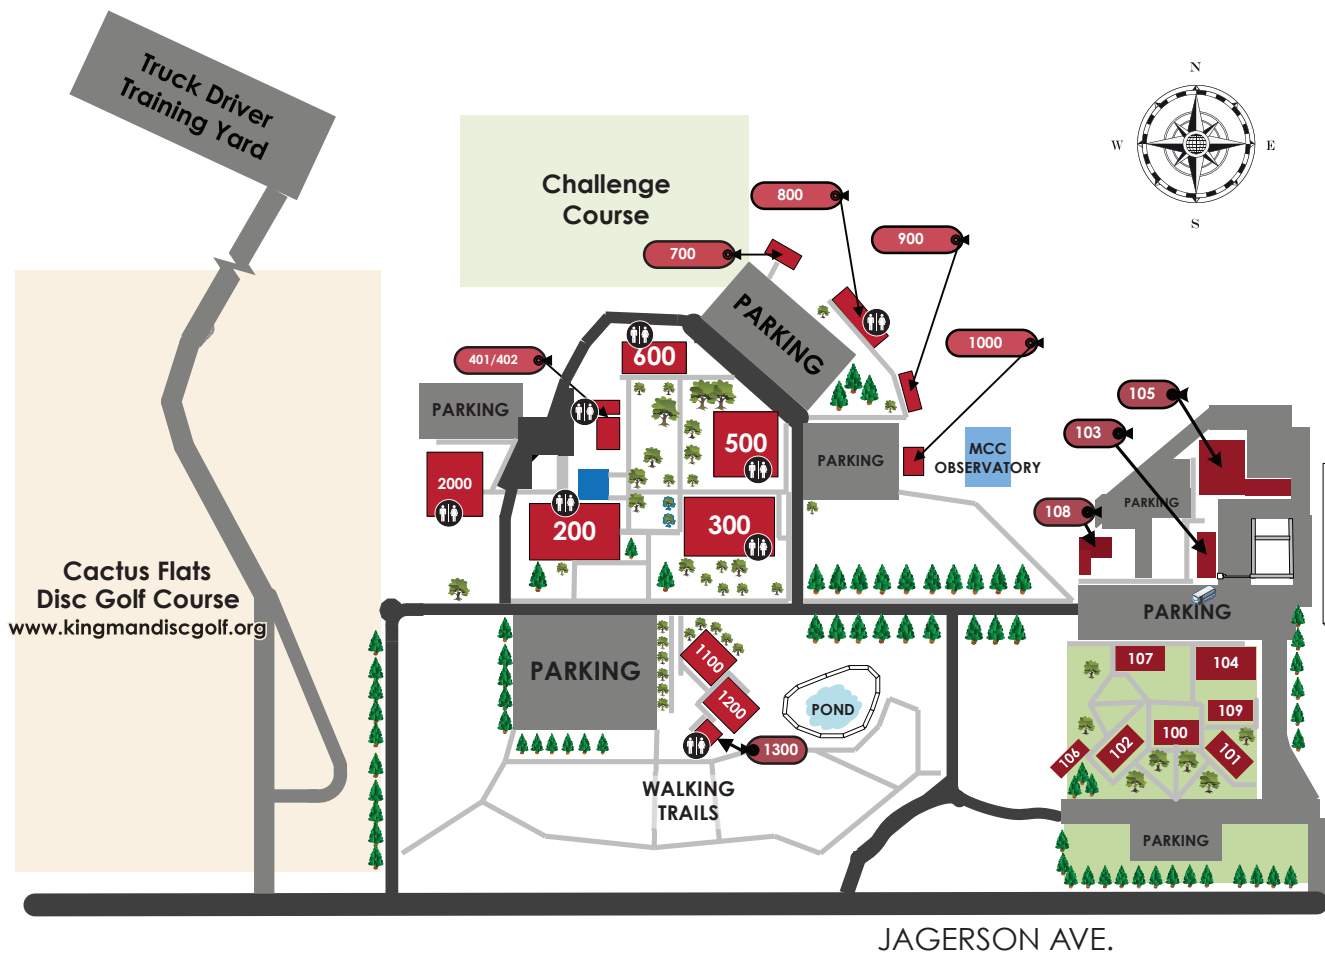 Truck Driver
Training Yard
N
W
E
S
Challenge
Course
800
900
700
PARKING
1000
600
401/402
105
PARKING
103
500
MCC
OBSERVATORY
PARKING
2000
PARKING
108
200
300
Cactus Flats
Disc Golf Course
www.kingmandiscgolf.org
PARKING
1100
107
104
PARKING
1200
POND
109
100
102
101
106
1300
WALKING
TRAILS
PARKING
JAGERSON AVE.